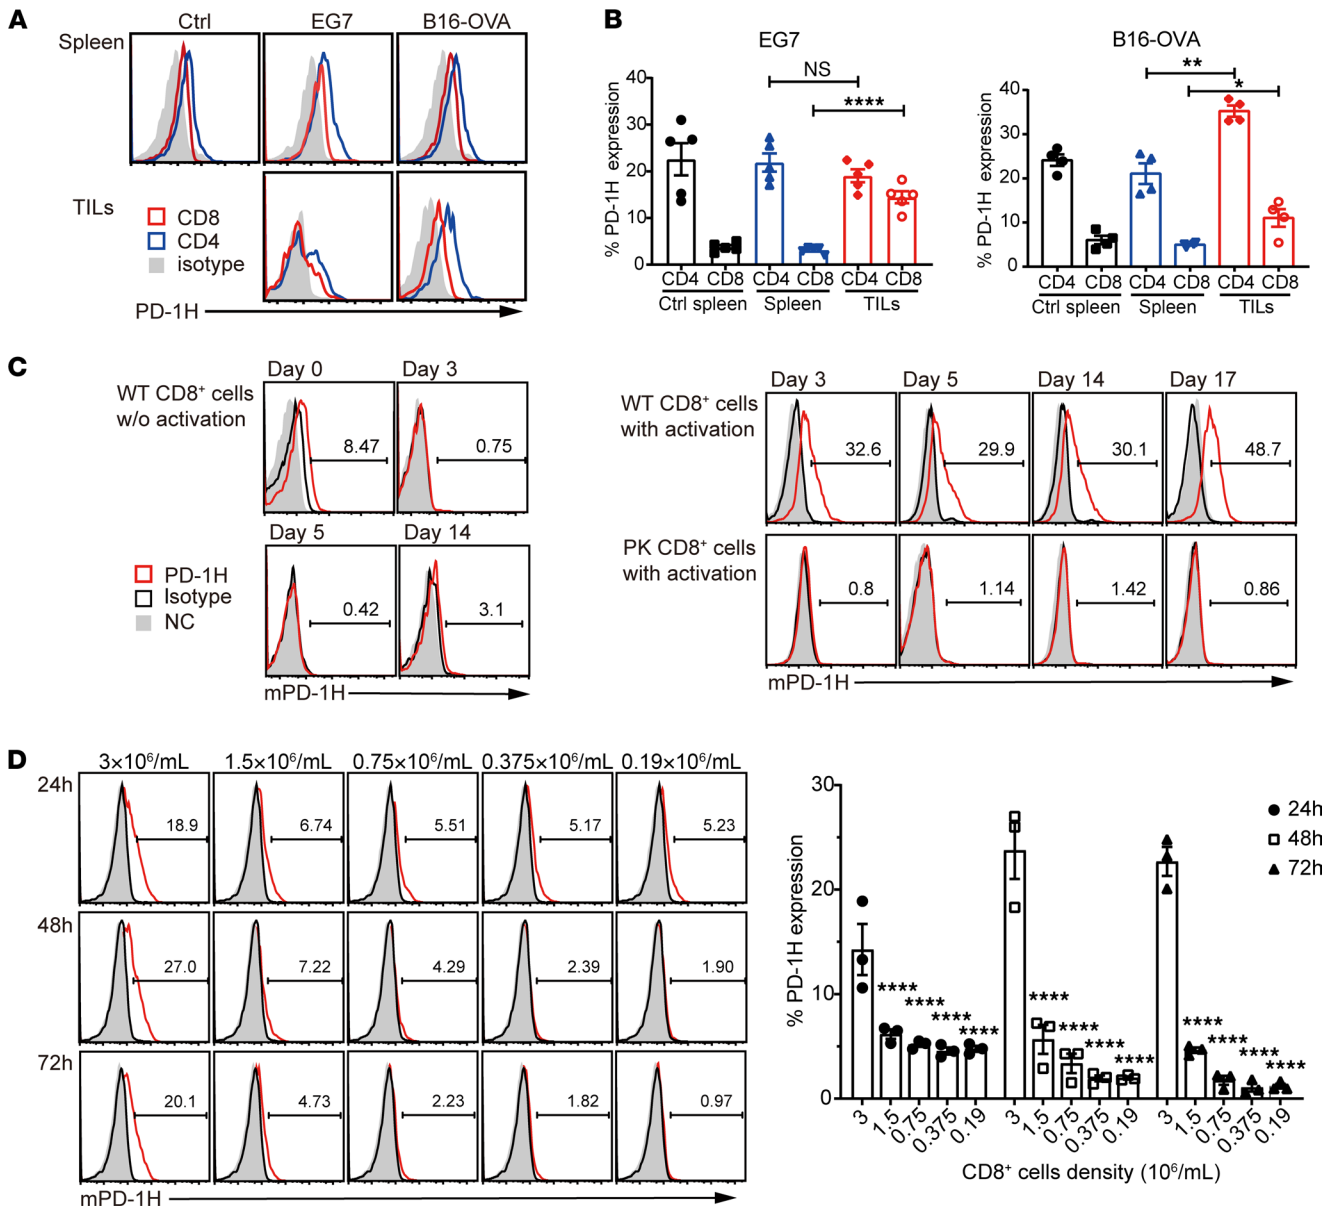 A
Ctrl
EG7
B16-OVA
Spleen
TILs
CD8
CD4
isotype
PD-1H
B
EG7
% PD-1H expression
40
30
20
10
0
NS
****
CD4 CD8 CD4 CD8 CD4 CD8
Ctrl spleen Spleen TILs
B16-OVA
% PD-1H expression
40
30
20
10
0
**
*
CD4 CD8 CD4 CD8 CD4 CD8
Ctrl spleen Spleen TILs
C
WT CD8⁺ cells
w/o activation
Day 0 Day 3
8.47 0.75
Day 5 Day 14
0.42 3.1
PD-1H
Isotype
NC
mPD-1H
WT CD8⁺ cells
with activation
Day 3 Day 5 Day 14 Day 17
32.6 29.9 30.1 48.7
PK CD8⁺ cells
with activation
0.8 1.14 1.42 0.86
mPD-1H
D
3×10⁶/mL 1.5×10⁶/mL 0.75×10⁶/mL 0.375×10⁶/mL 0.19×10⁶/mL
24h
18.9 6.74 5.51 5.17 5.23
48h
27.0 7.22 4.29 2.39 1.90
72h
20.1 4.73 2.23 1.82 0.97
mPD-1H
% PD-1H expression
30
20
10
0
**** **** **** ****
**** **** **** ****
**** **** **** ****
24h
48h
72h
3 1.5 0.75 0.375 0.19 3 1.5 0.75 0.375 0.19 3 1.5 0.75 0.375 0.19
CD8⁺ cells density (10⁶/mL)